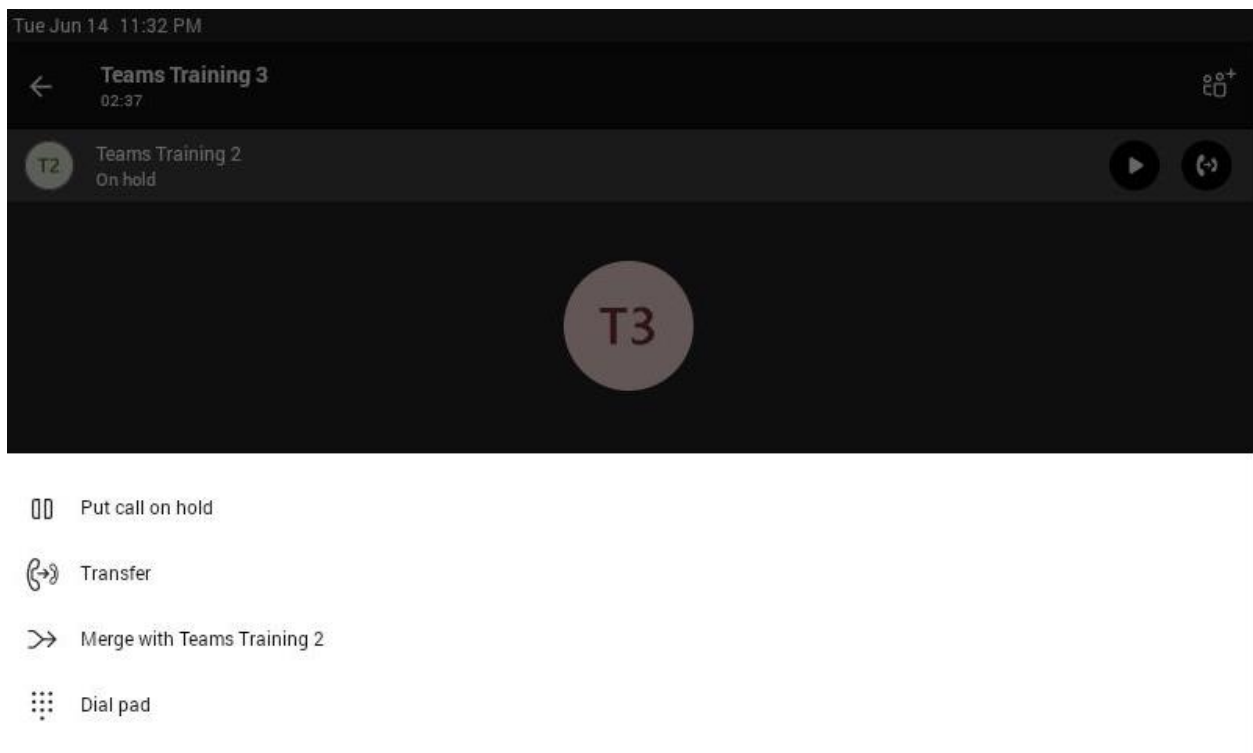 Tue Jun 14 11:32 PM
Teams Training 3
02:37
T2
Teams Training 2
On hold
T3
Put call on hold
Transfer
Merge with Teams Training 2
Dial pad